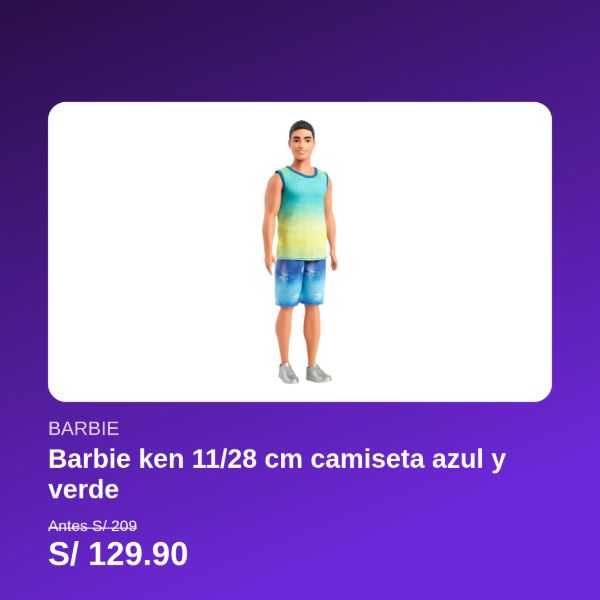 BARBIE
Barbie ken 11/28 cm camiseta azul y
verde
Antes S/ 209
S/ 129.90